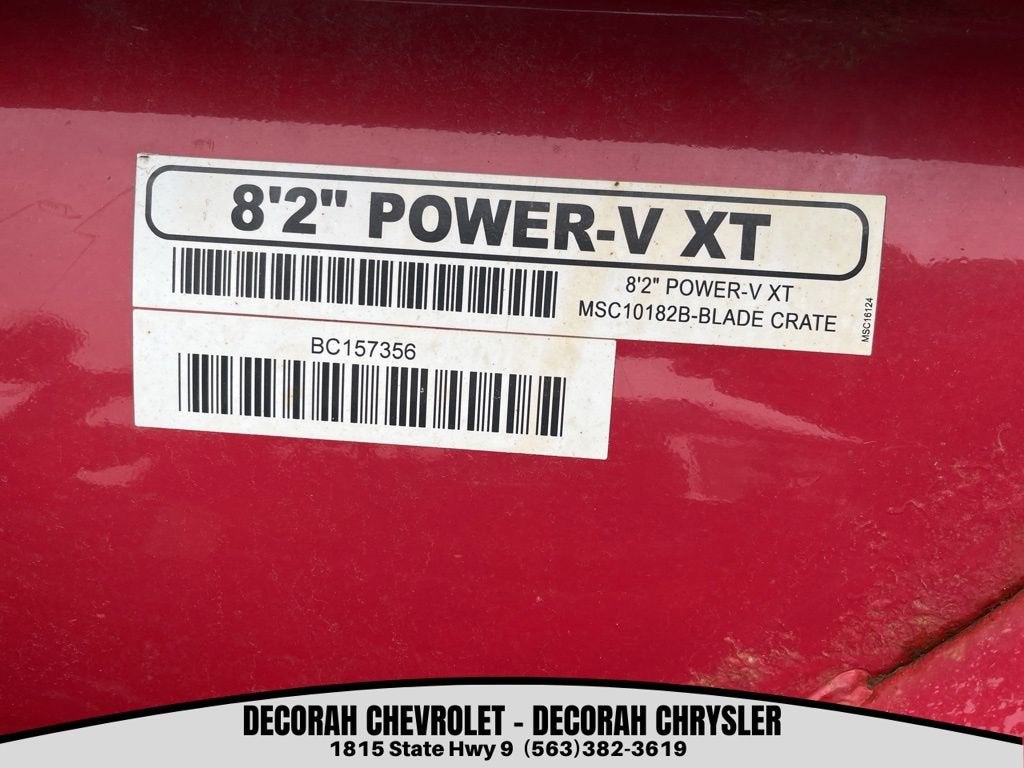 8'2" POWER-V XT
8'2" POWER-V XT
MSC10182B-BLADE CRATE
MSC16124
BC157356
DECORAH CHEVROLET - DECORAH CHRYSLER
1815 State Hwy 9 (563)382-3619